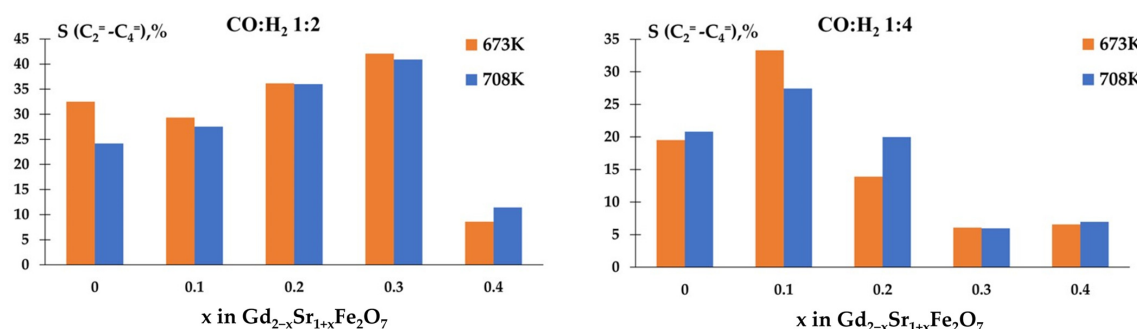 S (C₂⁼ -C₄⁼),%
CO:H₂ 1:2
673K
708K
45
40
35
30
25
20
15
10
5
0
0 0.1 0.2 0.3 0.4
x in Gd₂₋ₓSr₁₊ₓFe₂O₇
S (C₂⁼ -C₄⁼),%
CO:H₂ 1:4
673K
708K
35
30
25
20
15
10
5
0
0 0.1 0.2 0.3 0.4
x in Gd₂₋ₓSr₁₊ₓFe₂O₇